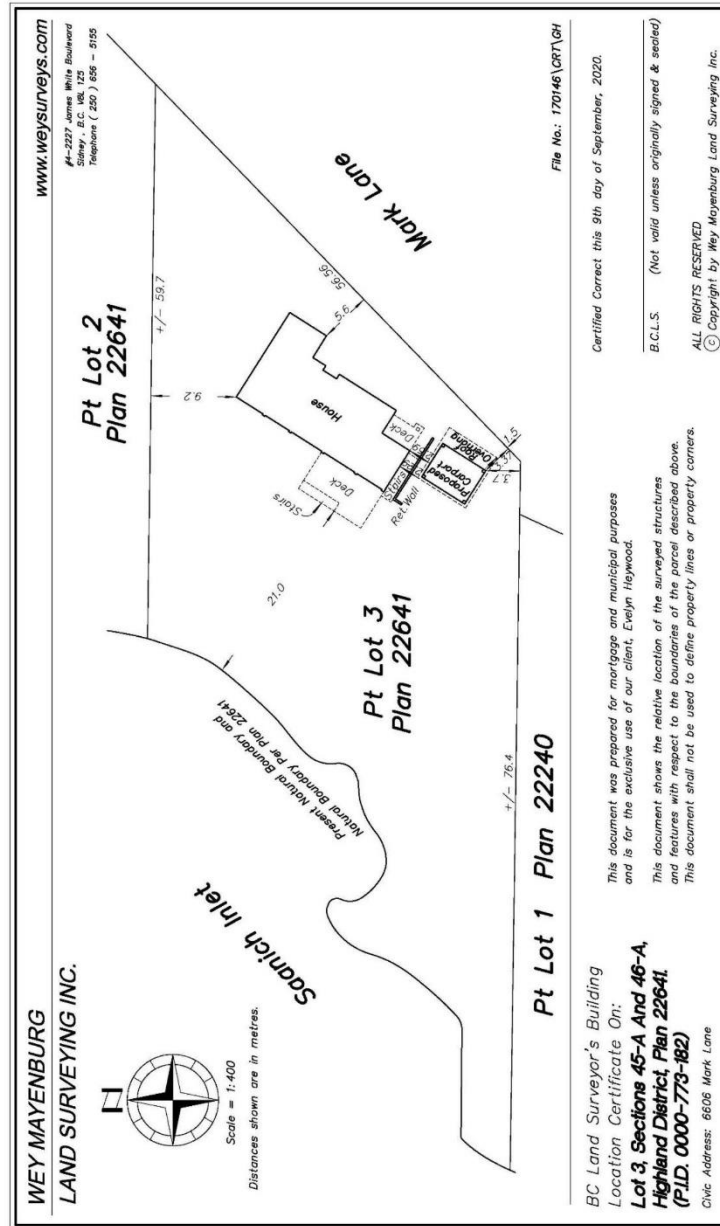 WEY MAYENBURG
LAND SURVEYING INC.
www.weysurveys.com
#4-2227 James White Boulevard
Sidney , B.C. V8L 1Z5
Telephone ( 250 ) 656 - 5155
Scale = 1:400
Distances shown are in metres.
Saanich Inlet
Present Natural Boundary and
Natural Boundary Per Plan 22641
Pt Lot 2
Plan 22641
+/- 59.7
9.2
21.0
Stairs
Deck
House
5.6
56.56
Mark Lane
Deck
Stairs
Ret. Wall
Proposed
Carport
Roof
Overhang
1.5
3.7
Pt Lot 3
Plan 22641
+/- 76.4
Pt Lot 1 Plan 22240
File No.: 170146\CRT\GH
BC Land Surveyor's Building
Location Certificate On:
Lot 3, Sections 45-A And 46-A,
Highland District, Plan 22641.
(P.I.D. 0000-773-182)
Civic Address: 6606 Mark Lane
This document was prepared for mortgage and municipal purposes
and is for the exclusive use of our client, Evelyn Heywood.
This document shows the relative location of the surveyed structures
and features with respect to the boundaries of the parcel described above.
This document shall not be used to define property lines or property corners.
Certified Correct this 9th day of September, 2020.
B.C.L.S. (Not valid unless originally signed & sealed)
ALL RIGHTS RESERVED
© Copyright by Wey Mayenburg Land Surveying Inc.